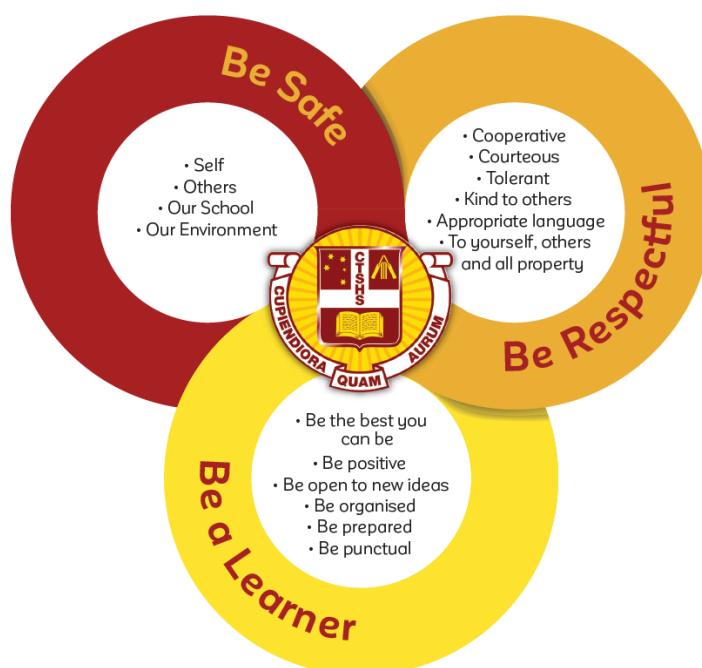 Be Safe
• Self
• Others
• Our School
• Our Environment
Be Respectful
• Cooperative
• Courteous
• Tolerant
• Kind to others
• Appropriate language
• To yourself, others
and all property
CTSHS
CUPIENDIORA QUAM AURUM
Be a Learner
• Be the best you
can be
• Be positive
• Be open to new ideas
• Be organised
• Be prepared
• Be punctual